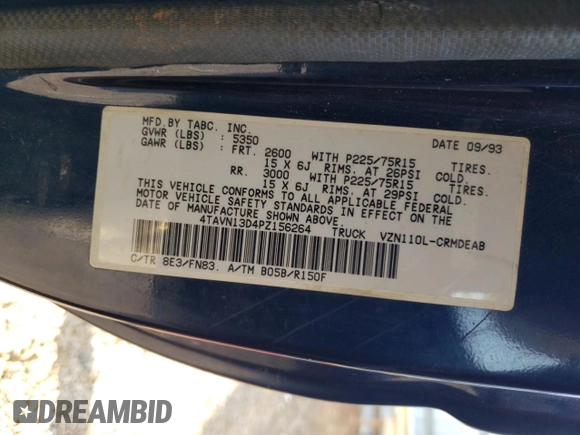 MFD.BY TABC. INC. DATE 09/93
GVWR (LBS) : 5350
GAWR (LBS) : FRT. 2600 WITH P225/75R15 TIRES.
15 X 6J RIMS, AT 26PSI COLD
RR. 3000 WITH P225/75R15 TIRES.
15 X 6J RIMS, AT 29PSI COLD.
THIS VEHICLE CONFORMS TO ALL APPLICABLE FEDERAL
MOTOR VEHICLE SAFETY STANDARDS IN EFFECT ON THE
DATE OF MANUFACTURE SHOWN ABOVE.
4TAVN13D4PZ156264 TRUCK VZN110L-CRMDEAB
C/TR 8E3/FN83. A/TM B05B/R150F
DREAMBID